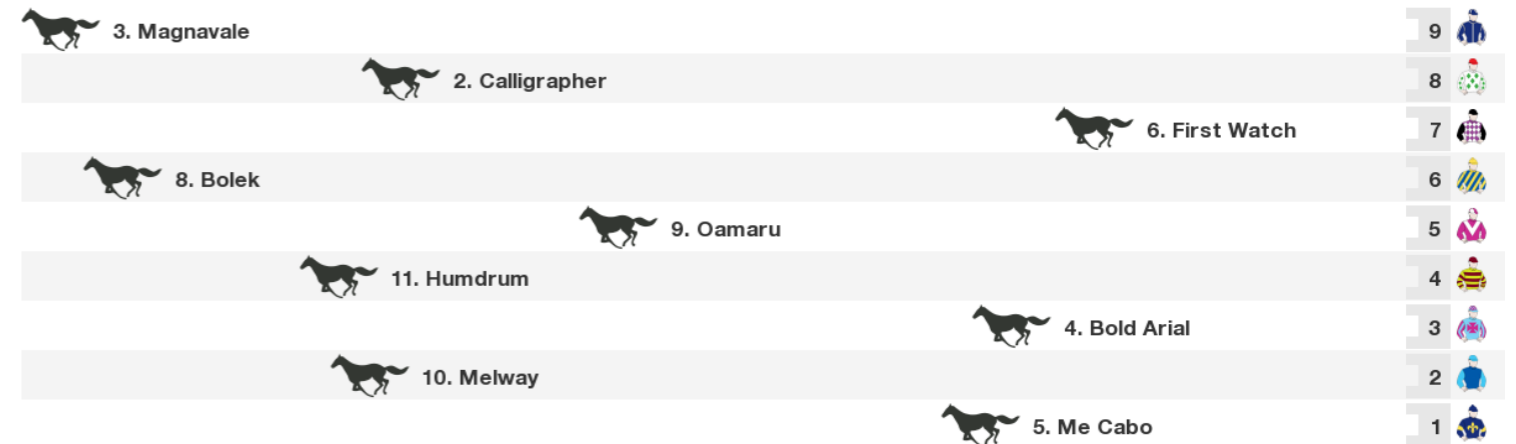 3. Magnavale 9
2. Calligrapher 8
6. First Watch 7
8. Bolek 6
9. Oamaru 5
11. Humdrum 4
4. Bold Arial 3
10. Melway 2
5. Me Cabo 1